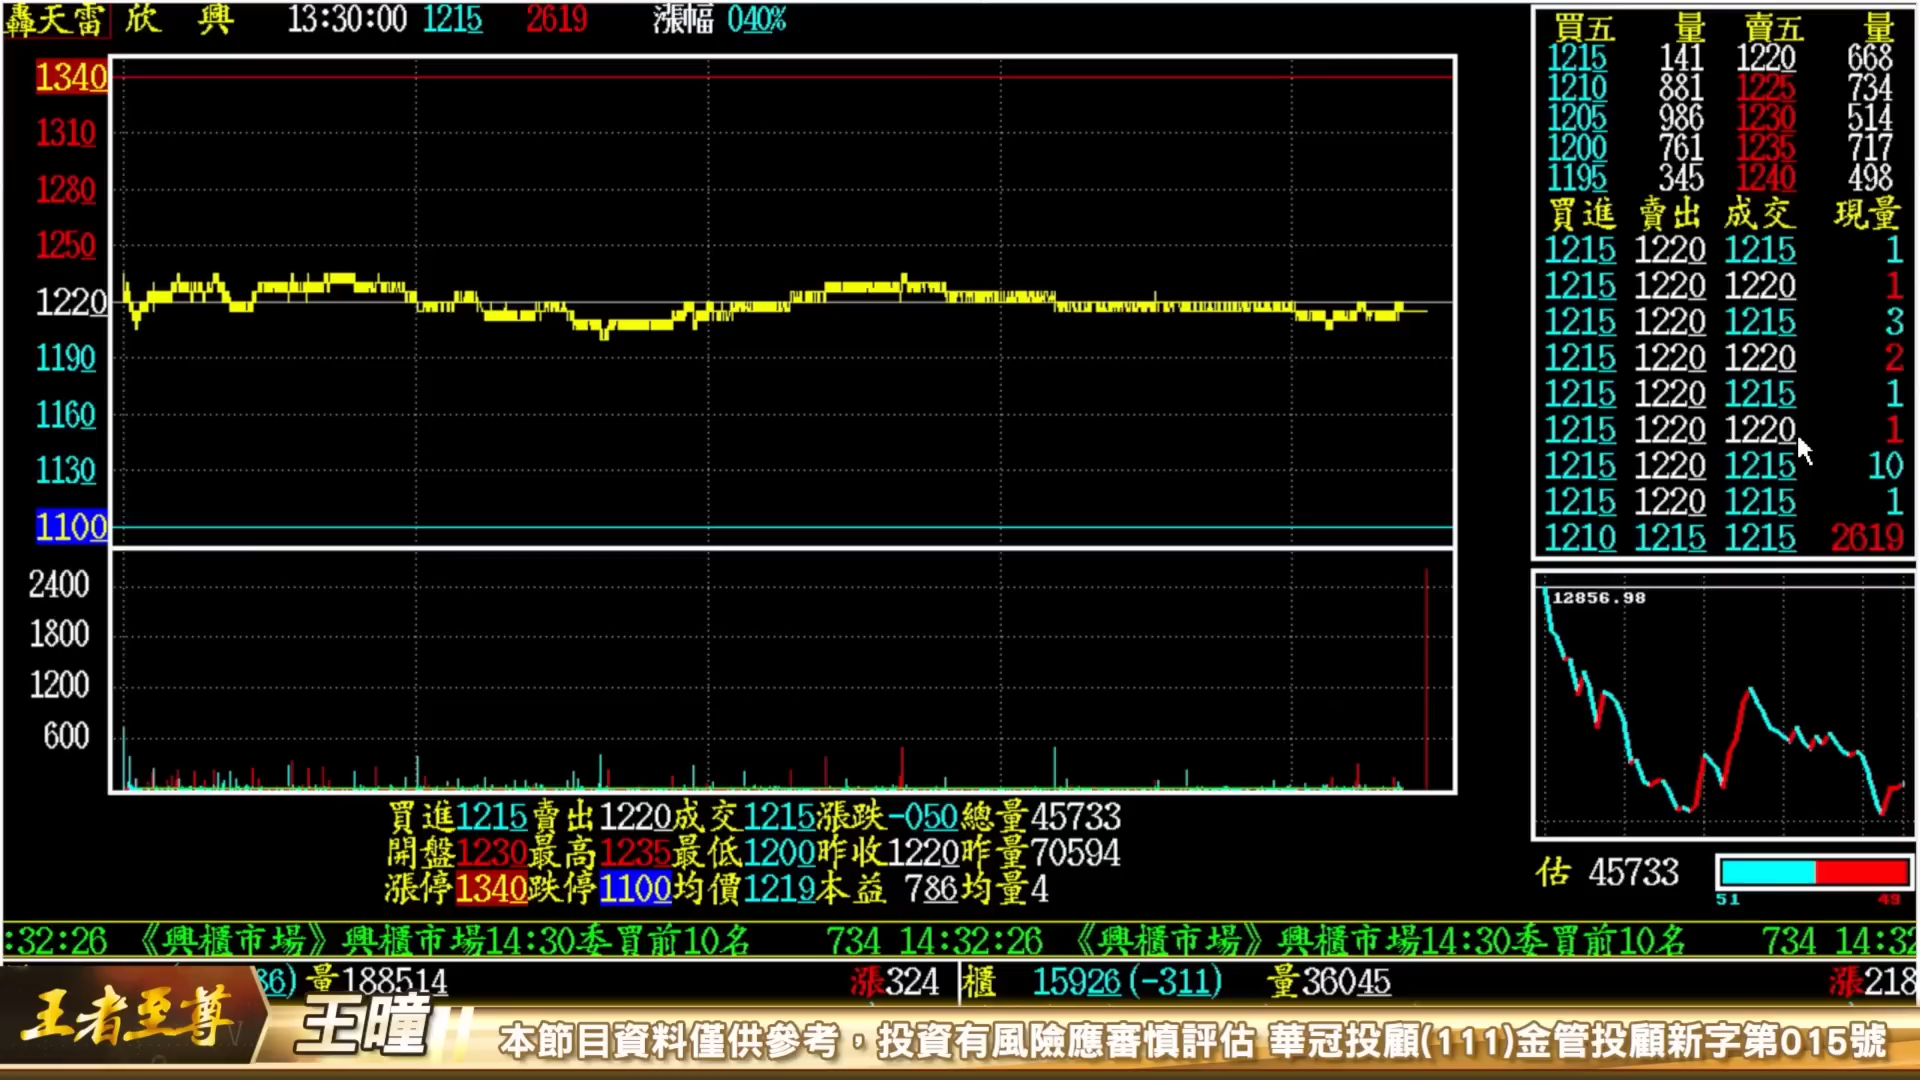 轟天雷 欣 興 13:30:00 1215 2619 漲幅 040%
1340
1310
1280
1250
1220
1190
1160
1130
1100
2400
1800
1200
600
買五 量 賣五 量
1215 141 1220 668
1210 881 1225 734
1205 986 1230 514
1200 761 1235 717
1195 345 1240 498
買進 賣出 成交 現量
1215 1220 1215 1
1215 1220 1220 1
1215 1220 1215 3
1215 1220 1220 2
1215 1220 1215 1
1215 1220 1220 1
1215 1220 1215 10
1215 1220 1215 1
1210 1215 1215 2619
12856.98
估 45733
51 49
買進1215賣出1220成交1215漲跌-050總量45733
開盤1230最高1235最低1200昨收1220昨量70594
漲停1340跌停1100均價1219本益 786均量4
:32:26 《興櫃市場》興櫃市場14:30委買前10名 734 14:32:26 《興櫃市場》興櫃市場14:30委買前10名 734 14:32
36) 量188514 漲324 櫃 15926(-311) 量36045 漲218
王者至尊 王曈
本節目資料僅供參考，投資有風險應審慎評估 華冠投顧(111)金管投顧新字第015號